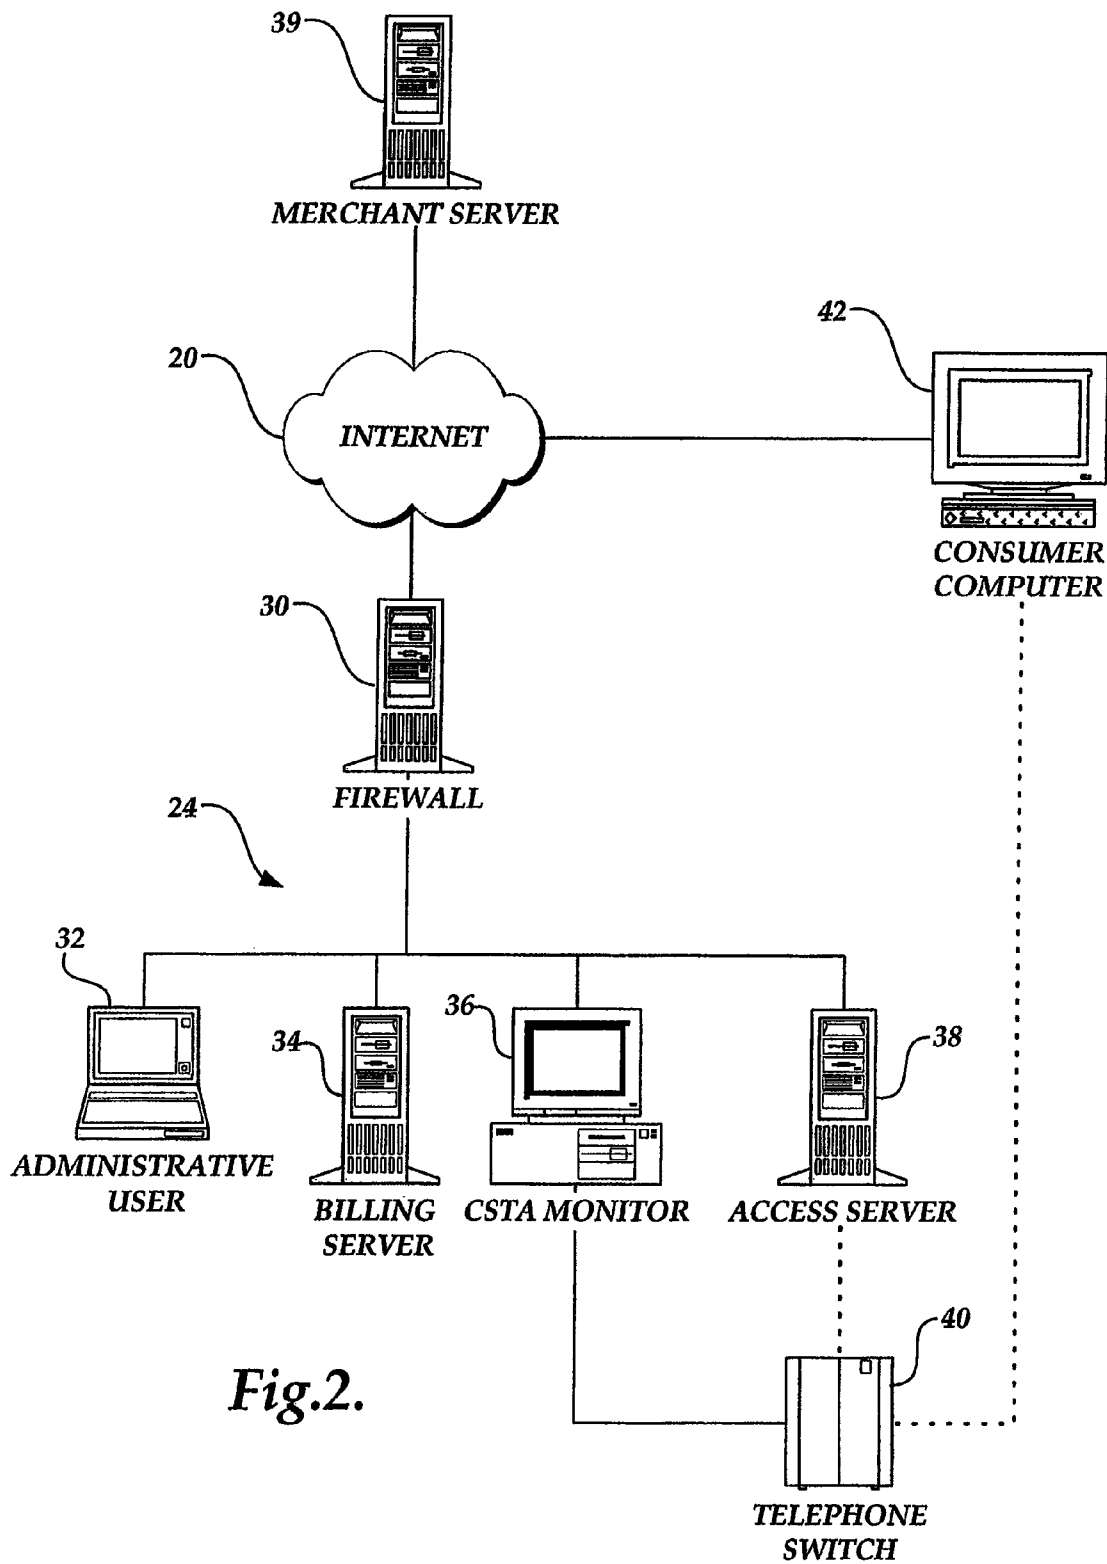 39
MERCHANT SERVER
42
20
INTERNET
CONSUMER
COMPUTER
30
FIREWALL
24
32
36
34
38
ADMINISTRATIVE
USER
BILLING
SERVER
CSTA MONITOR
ACCESS SERVER
40
Fig.2.
TELEPHONE
SWITCH